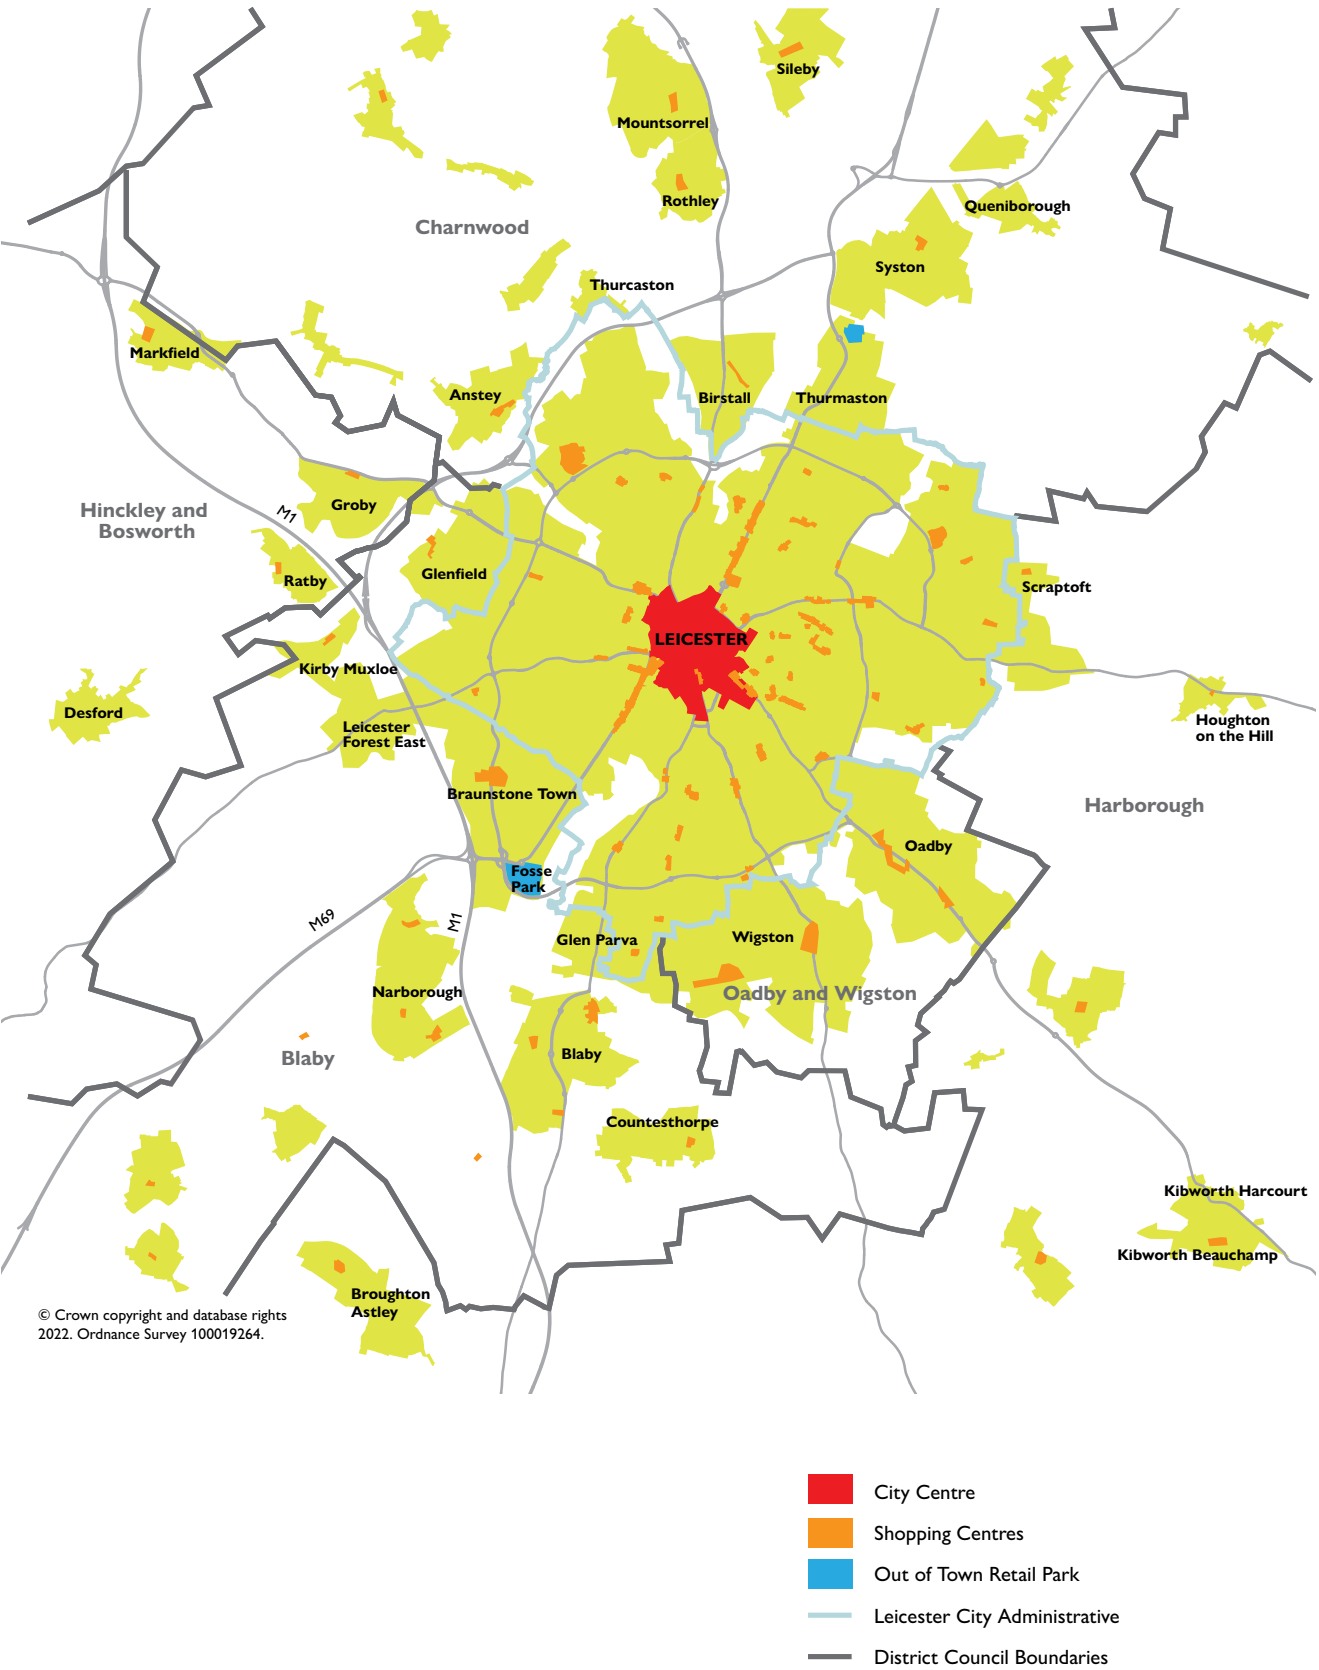 Sileby
Mountsorrel
Rothley
Queniborough
Charnwood
Syston
Thurcaston
Markfield
Anstey
Birstall
Thurmaston
Groby
Hinckley and
Bosworth
M1
Ratby
Glenfield
Scraptoft
LEICESTER
Kirby Muxloe
Desford
Leicester
Forest East
Houghton
on the Hill
Braunstone Town
Harborough
Oadby
Fosse
Park
M69
M1
Glen Parva
Wigston
Narborough
Oadby and Wigston
Blaby
Blaby
Countesthorpe
Kibworth Harcourt
Kibworth Beauchamp
Broughton
Astley
© Crown copyright and database rights
2022. Ordnance Survey 100019264.
City Centre
Shopping Centres
Out of Town Retail Park
Leicester City Administrative
District Council Boundaries